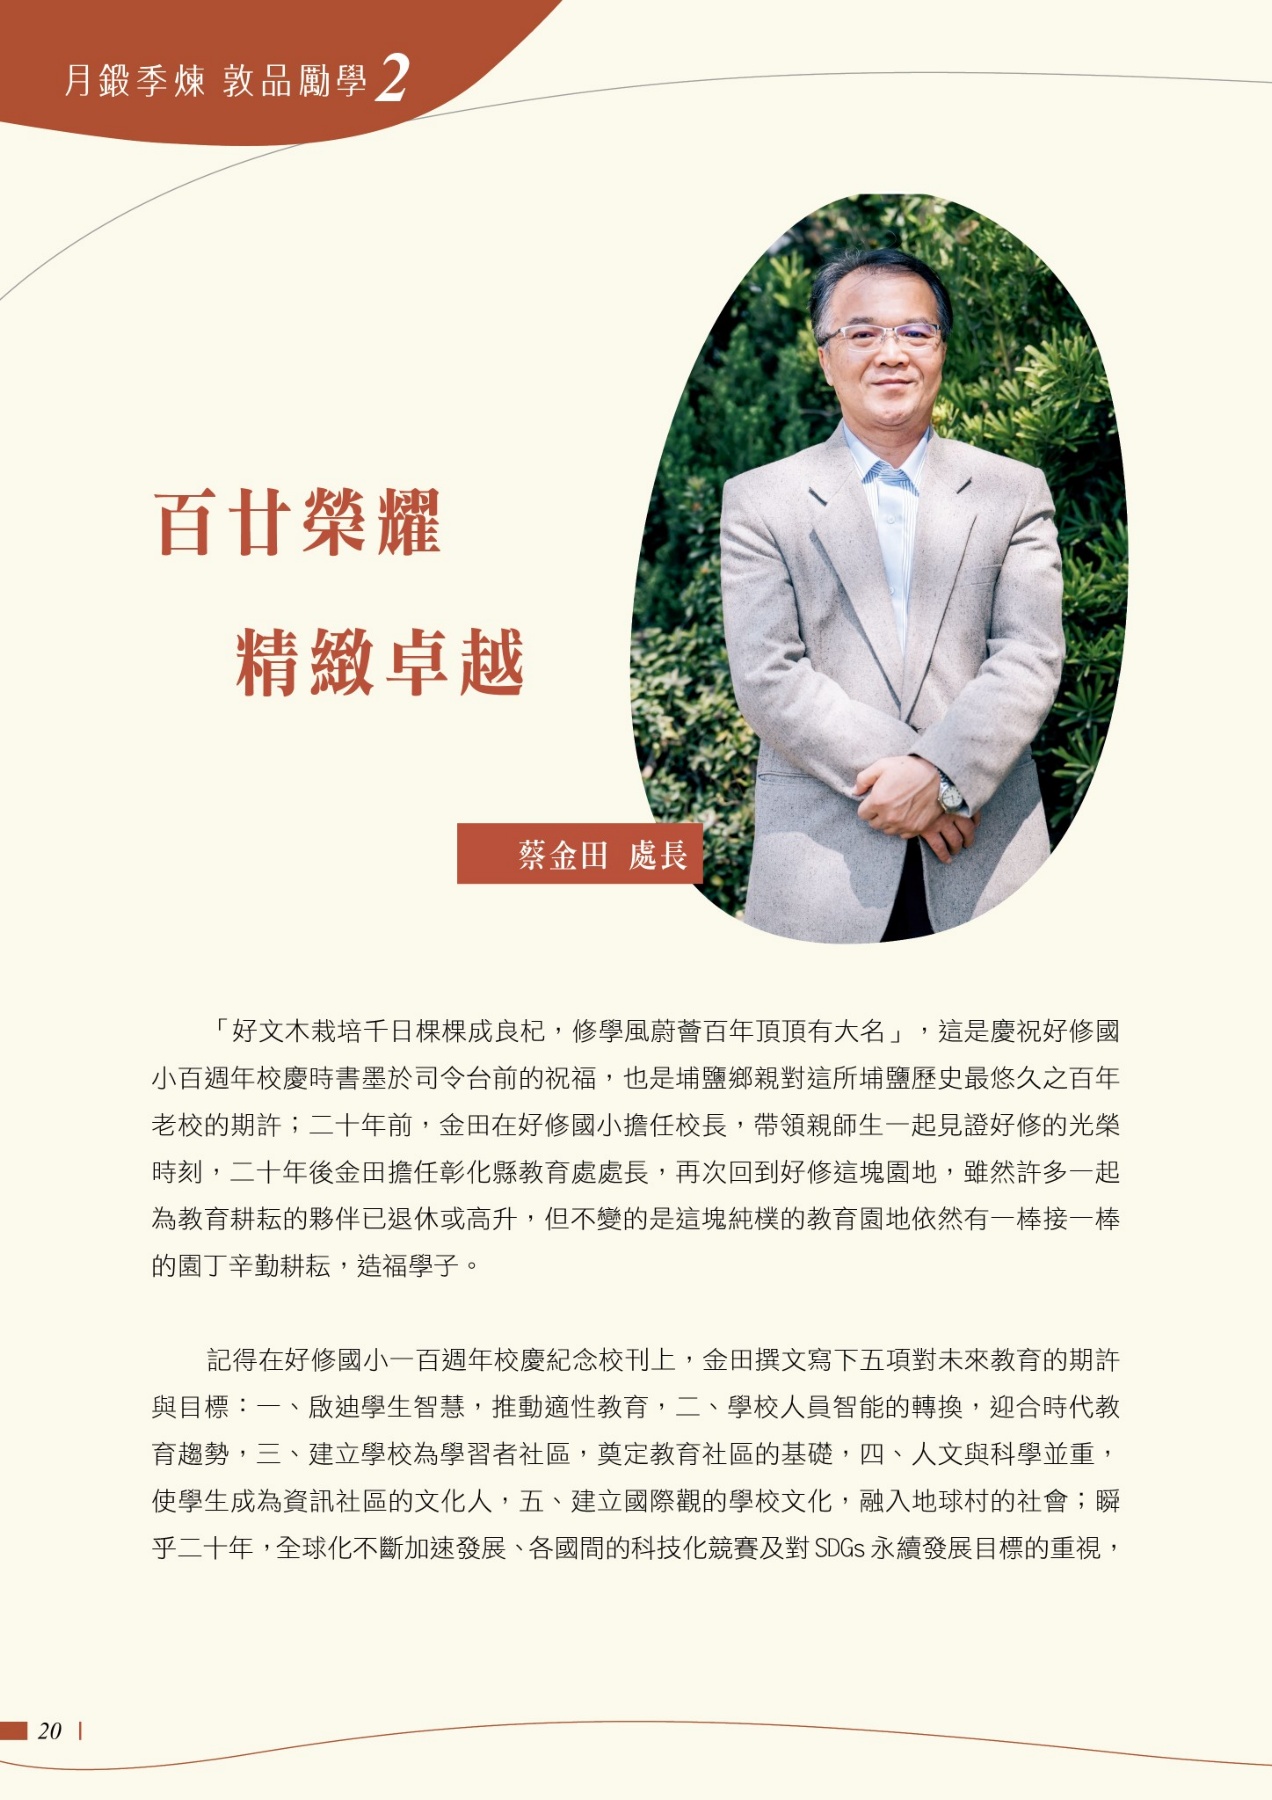 月鍛季煉 敦品勵學2
百廿榮耀
精緻卓越
蔡金田 處長
「好文木栽培千日棵棵成良杞，修學風蔚薈百年頂頂有大名」，這是慶祝好修國
小百週年校慶時書墨於司令台前的祝福，也是埔鹽鄉親對這所埔鹽歷史最悠久之百年
老校的期許；二十年前，金田在好修國小擔任校長，帶領親師生一起見證好修的光榮
時刻，二十年後金田擔任彰化縣教育處處長，再次回到好修這塊園地，雖然許多一起
為教育耕耘的夥伴已退休或高升，但不變的是這塊純樸的教育園地依然有一棒接一棒
的園丁辛勤耕耘，造福學子。
記得在好修國小一百週年校慶紀念校刊上，金田撰文寫下五項對未來教育的期許
與目標：一、啟迪學生智慧，推動適性教育，二、學校人員智能的轉換，迎合時代教
育趨勢，三、建立學校為學習者社區，奠定教育社區的基礎，四、人文與科學並重，
使學生成為資訊社區的文化人，五、建立國際觀的學校文化，融入地球村的社會；瞬
乎二十年，全球化不斷加速發展、各國間的科技化競賽及對 SDGs 永續發展目標的重視，
20